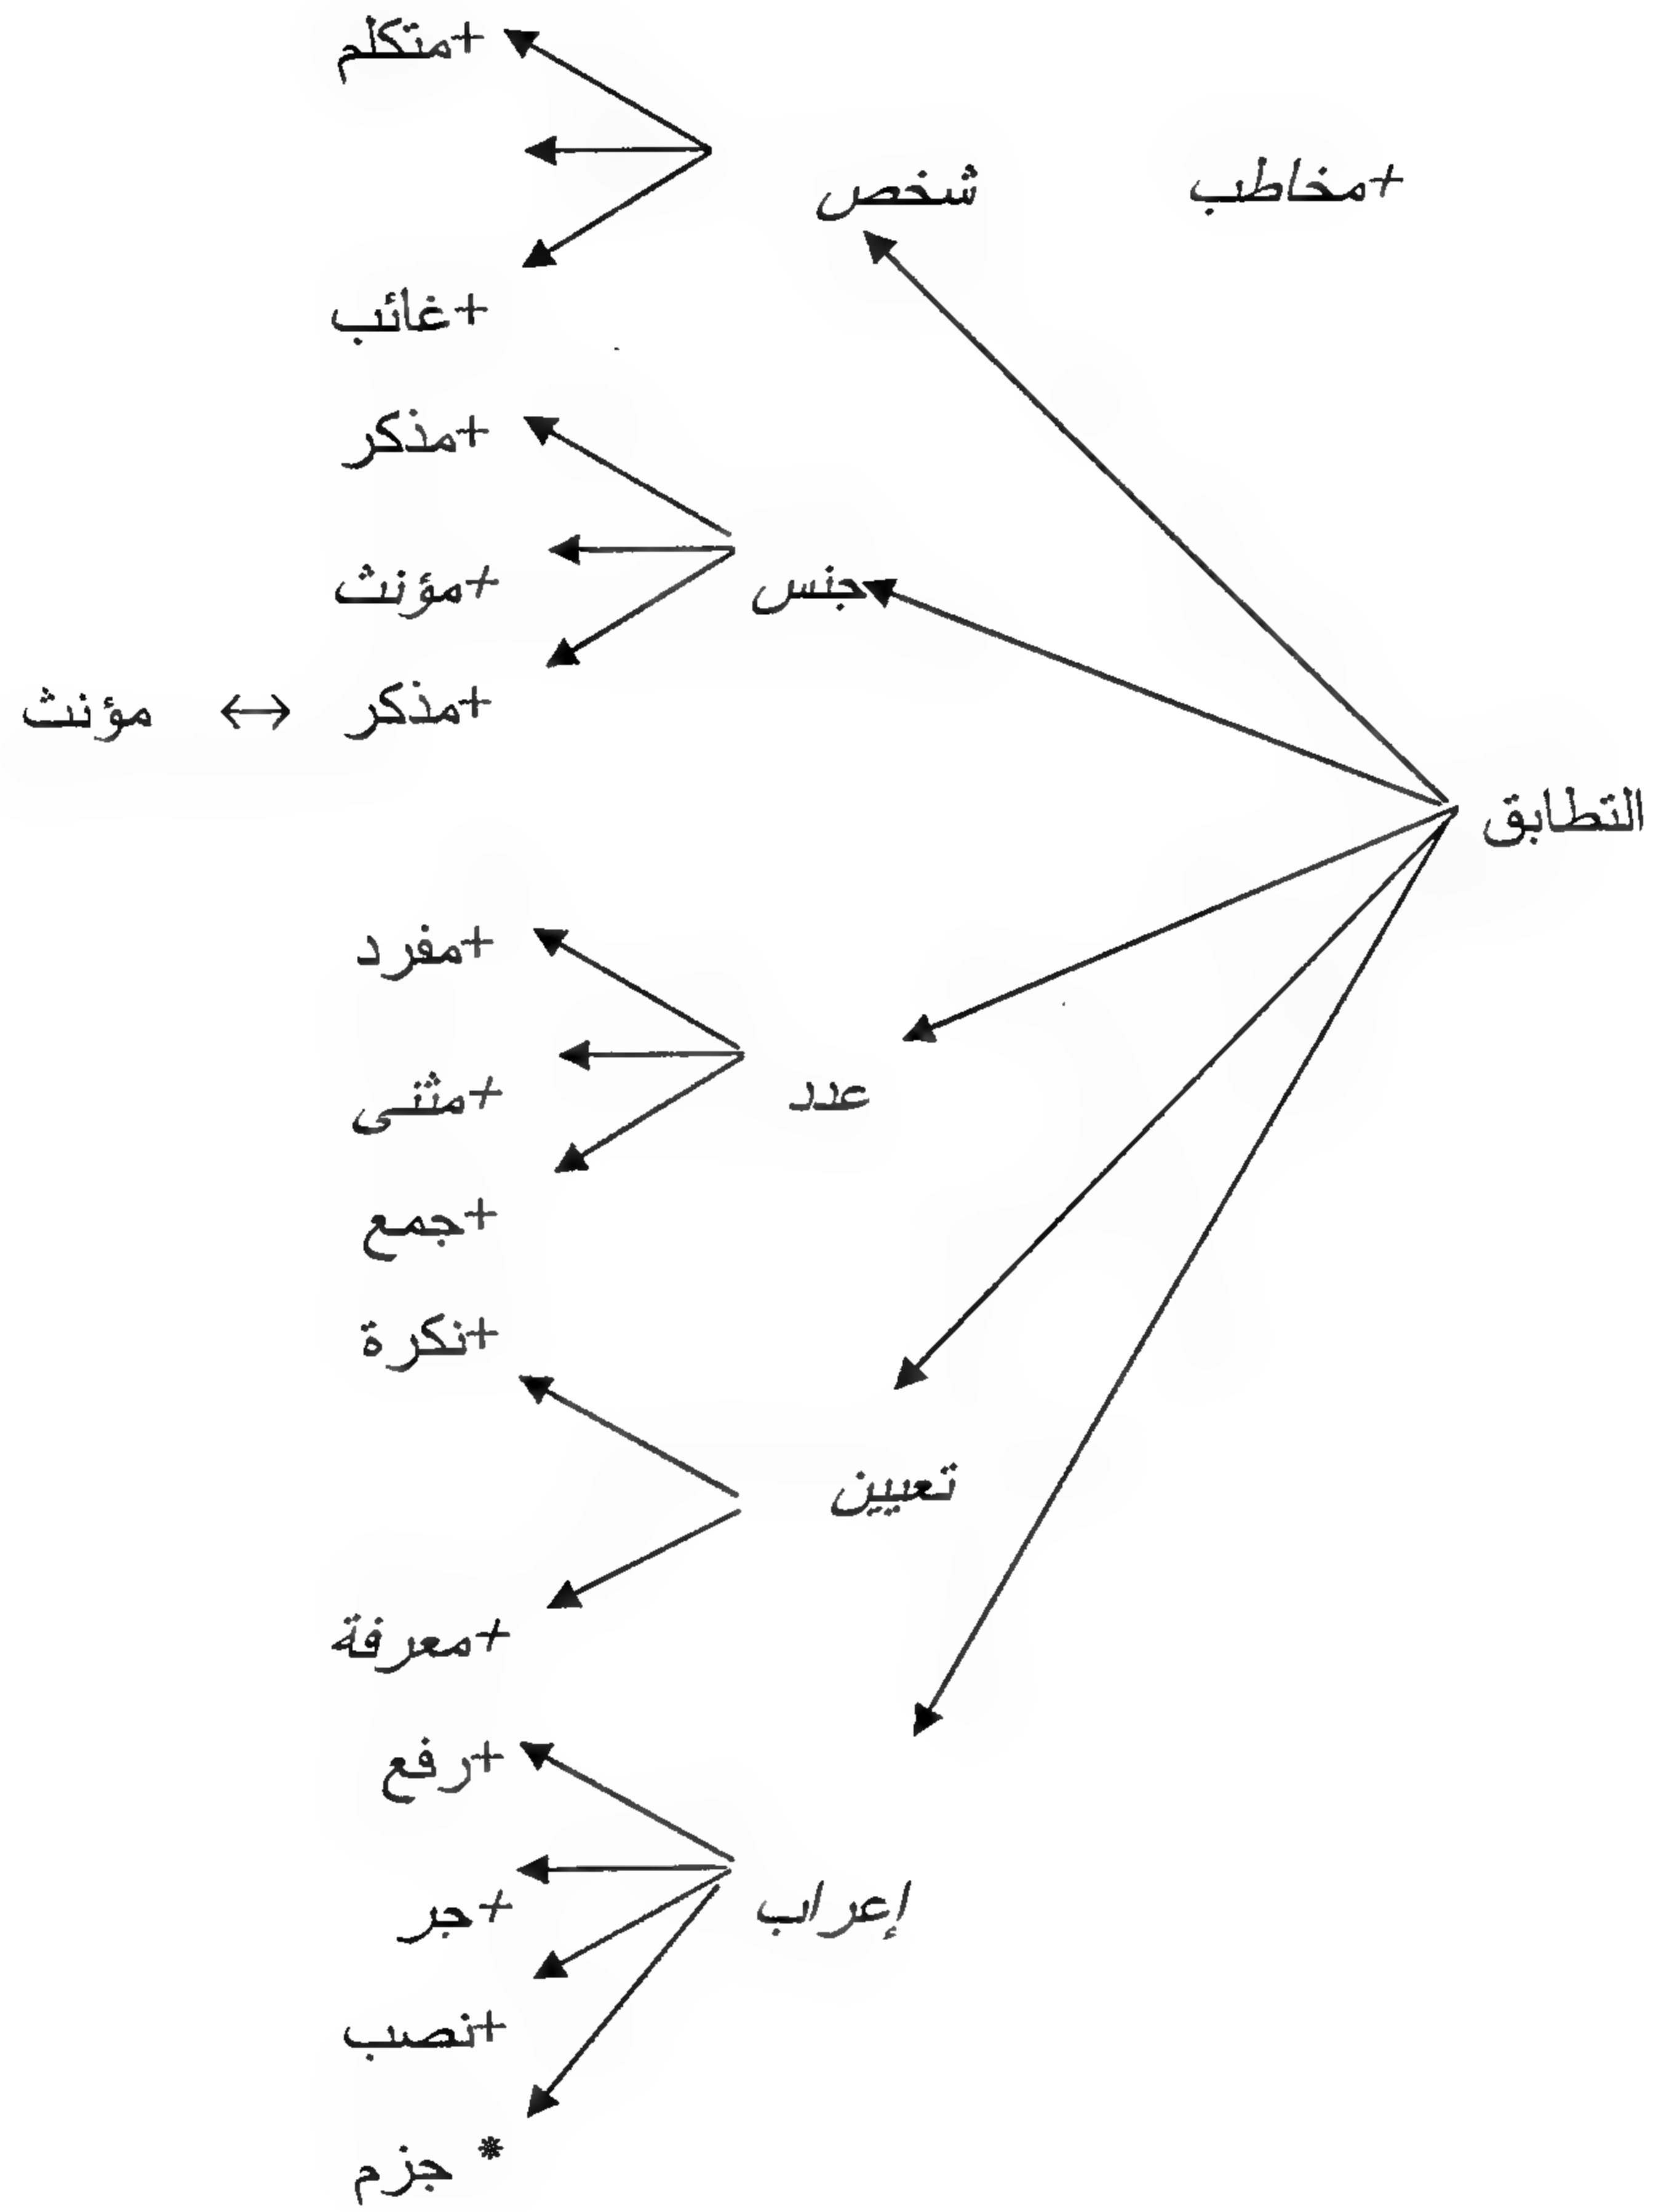 +متكلم
شخص +مخاطب
+غائب
+مذكر
+مؤنث
جنس
+مذكر ↔ مؤنث
التطابق
+مفرد
+مثنى
عدد
+جمع
+نكرة
تعيين
+معرفة
+رفع
+جر
إعراب
+نصب
* جزم